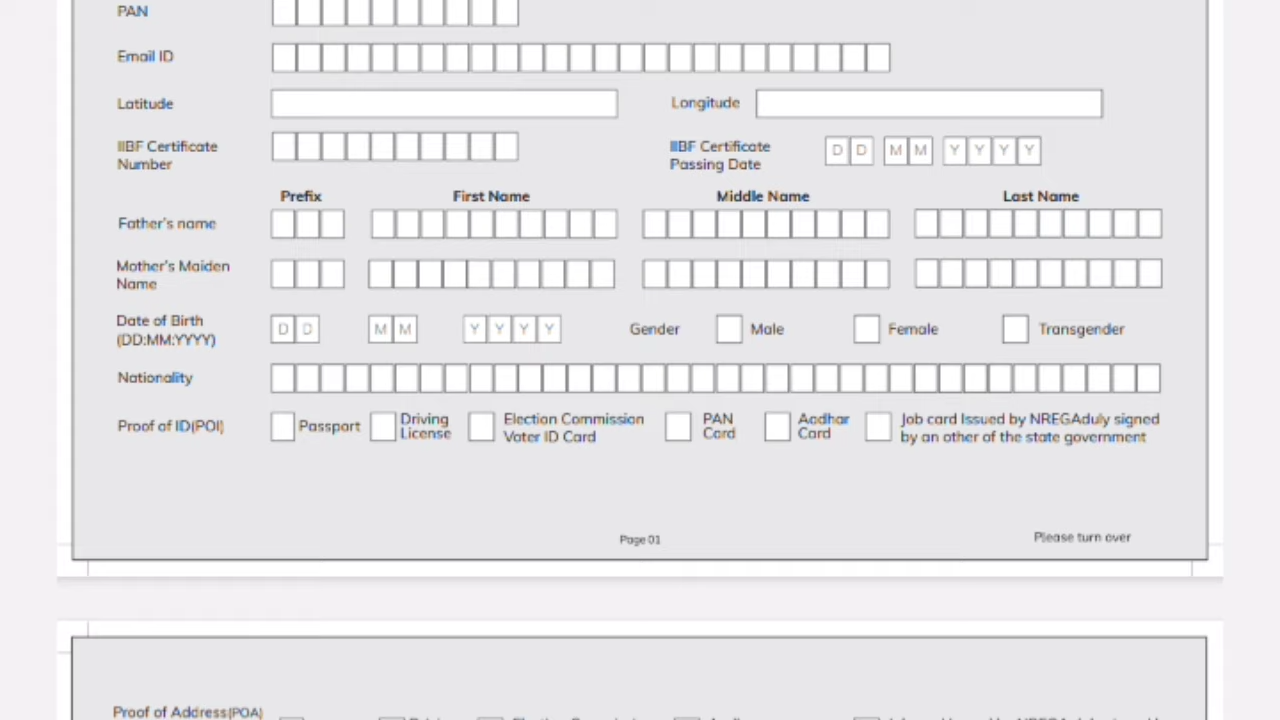 PAN
Email ID
Latitude Longitude
IIBF Certificate Number IIBF Certificate Passing Date D D M M Y Y Y Y
Prefix First Name Middle Name Last Name
Father's name
Mother's Maiden
Name
Date of Birth
(DD:MM:YYYY) D D M M Y Y Y Y Gender Male Female Transgender
Nationality
Proof of ID(POI) Passport Driving License Election Commission Voter ID Card PAN Card Aadhar Card Job card Issued by NREGAduly signed
by an other of the state government
Page 01 Please turn over
Proof of Address(POA)